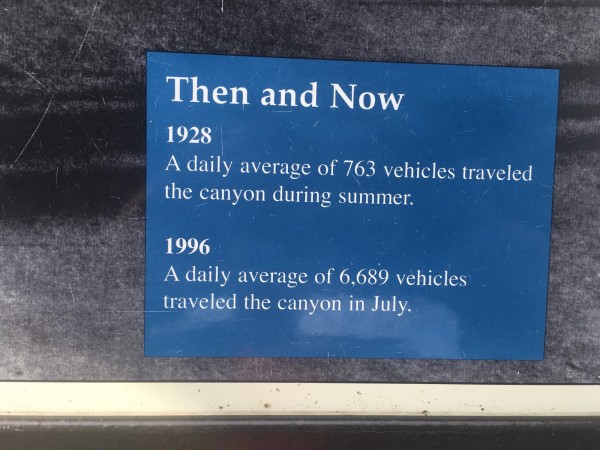 Then and Now
1928
A daily average of 763 vehicles traveled
the canyon during summer.
1996
A daily average of 6,689 vehicles
traveled the canyon in July.